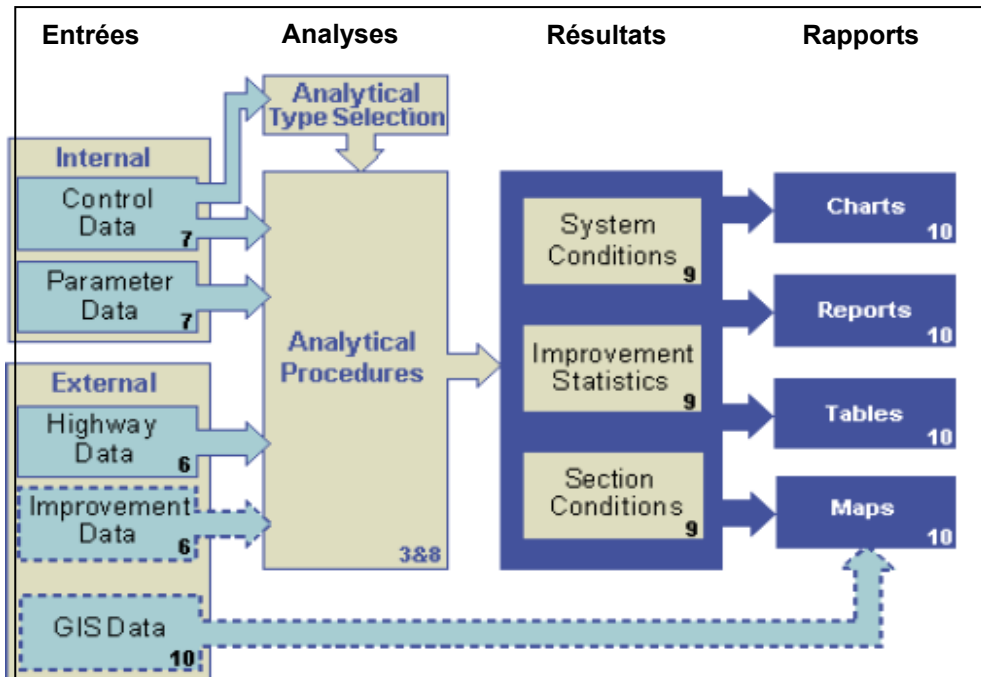 Entrées
Analyses
Résultats
Rapports
Analytical
Type Selection
Internal
Control
Data
7
Parameter
Data
7
External
Highway
Data
6
Improvement
Data
6
GIS Data
10
Analytical
Procedures
3&8
System
Conditions
9
Improvement
Statistics
9
Section
Conditions
9
Charts
10
Reports
10
Tables
10
Maps
10